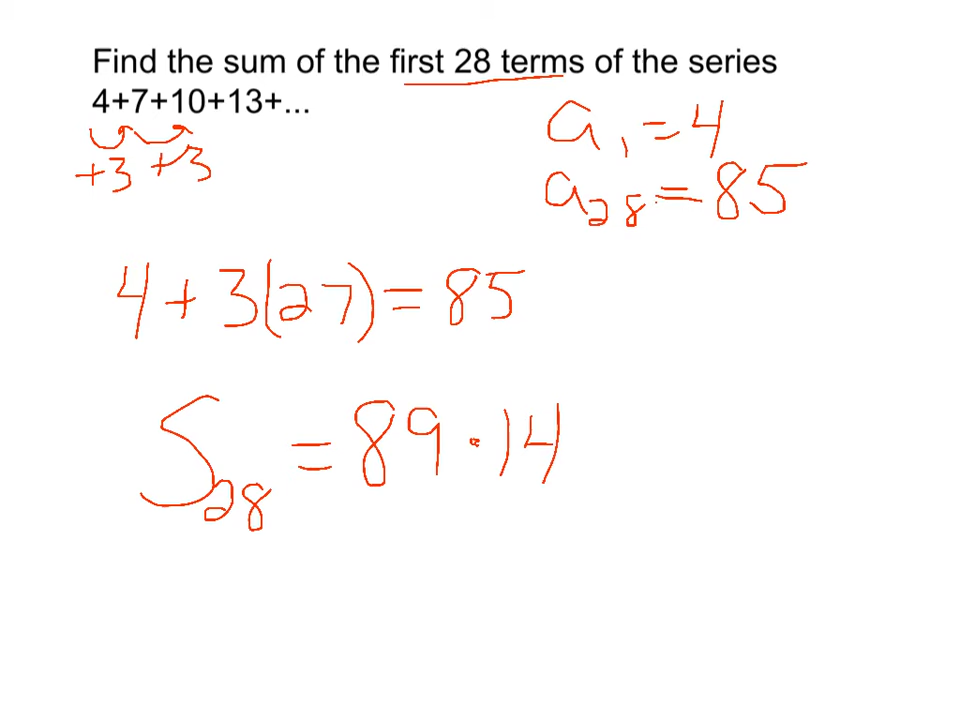 Find the sum of the first 28 terms of the series
4+7+10+13+...
+3 +3
a₁=4
a₂₈=85
4+3(27)=85
S₂₈=89·14